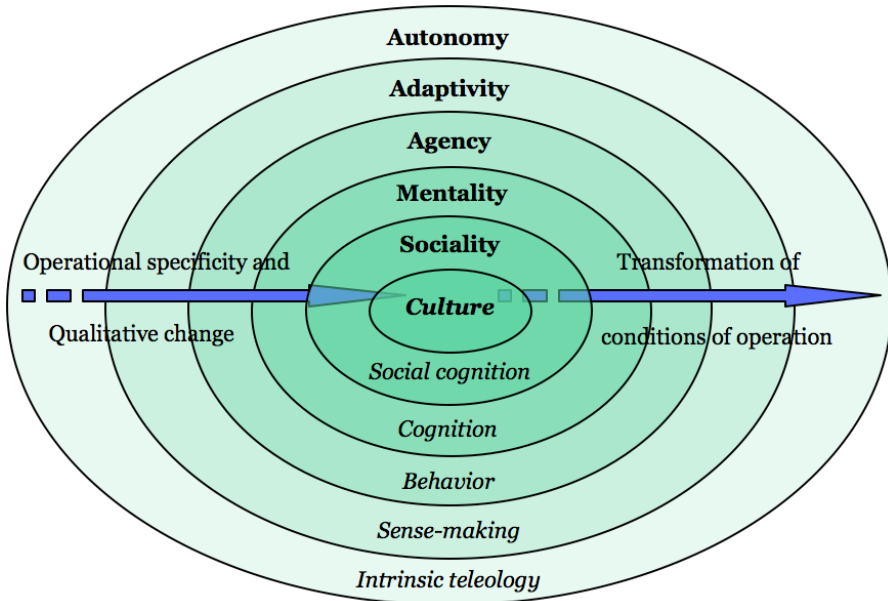 Autonomy
Adaptivity
Agency
Mentality
Sociality
Operational specificity and
Transformation of
Culture
Qualitative change
conditions of operation
Social cognition
Cognition
Behavior
Sense-making
Intrinsic teleology